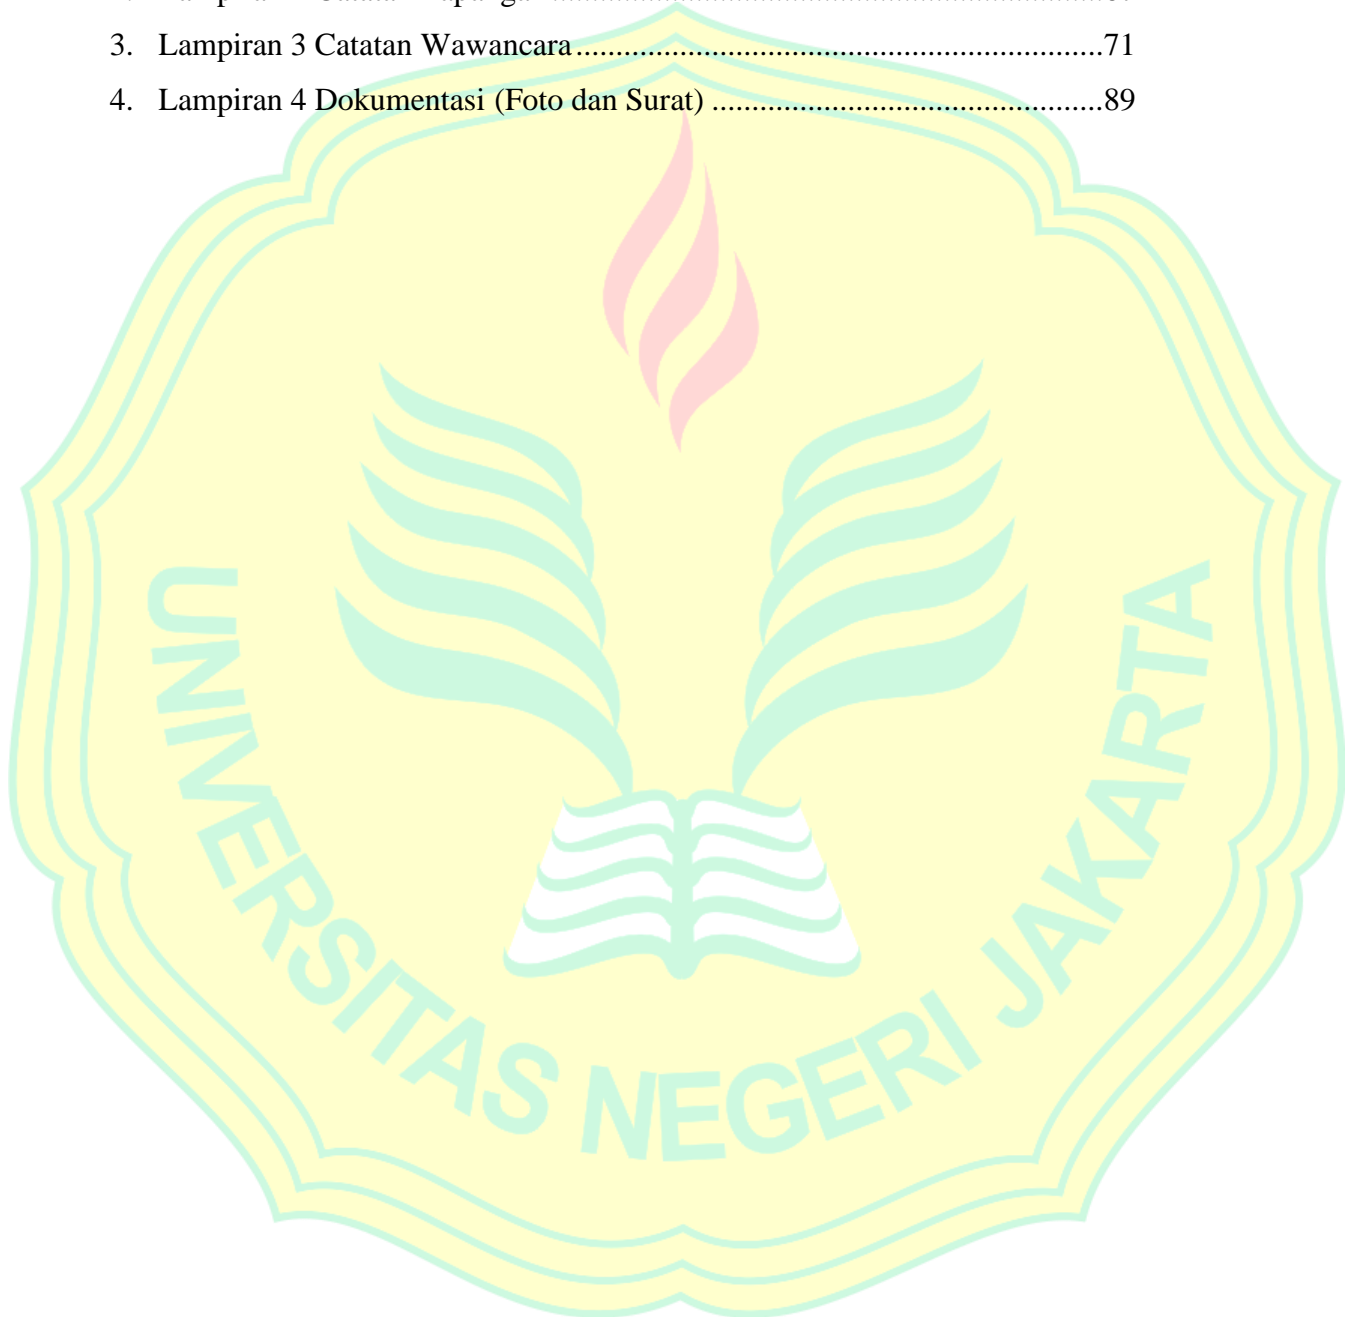 3. Lampiran 3 Catatan Wawancara.................................................................71
4. Lampiran 4 Dokumentasi (Foto dan Surat) ................................................89
UNIVERSITAS NEGERI JAKARTA